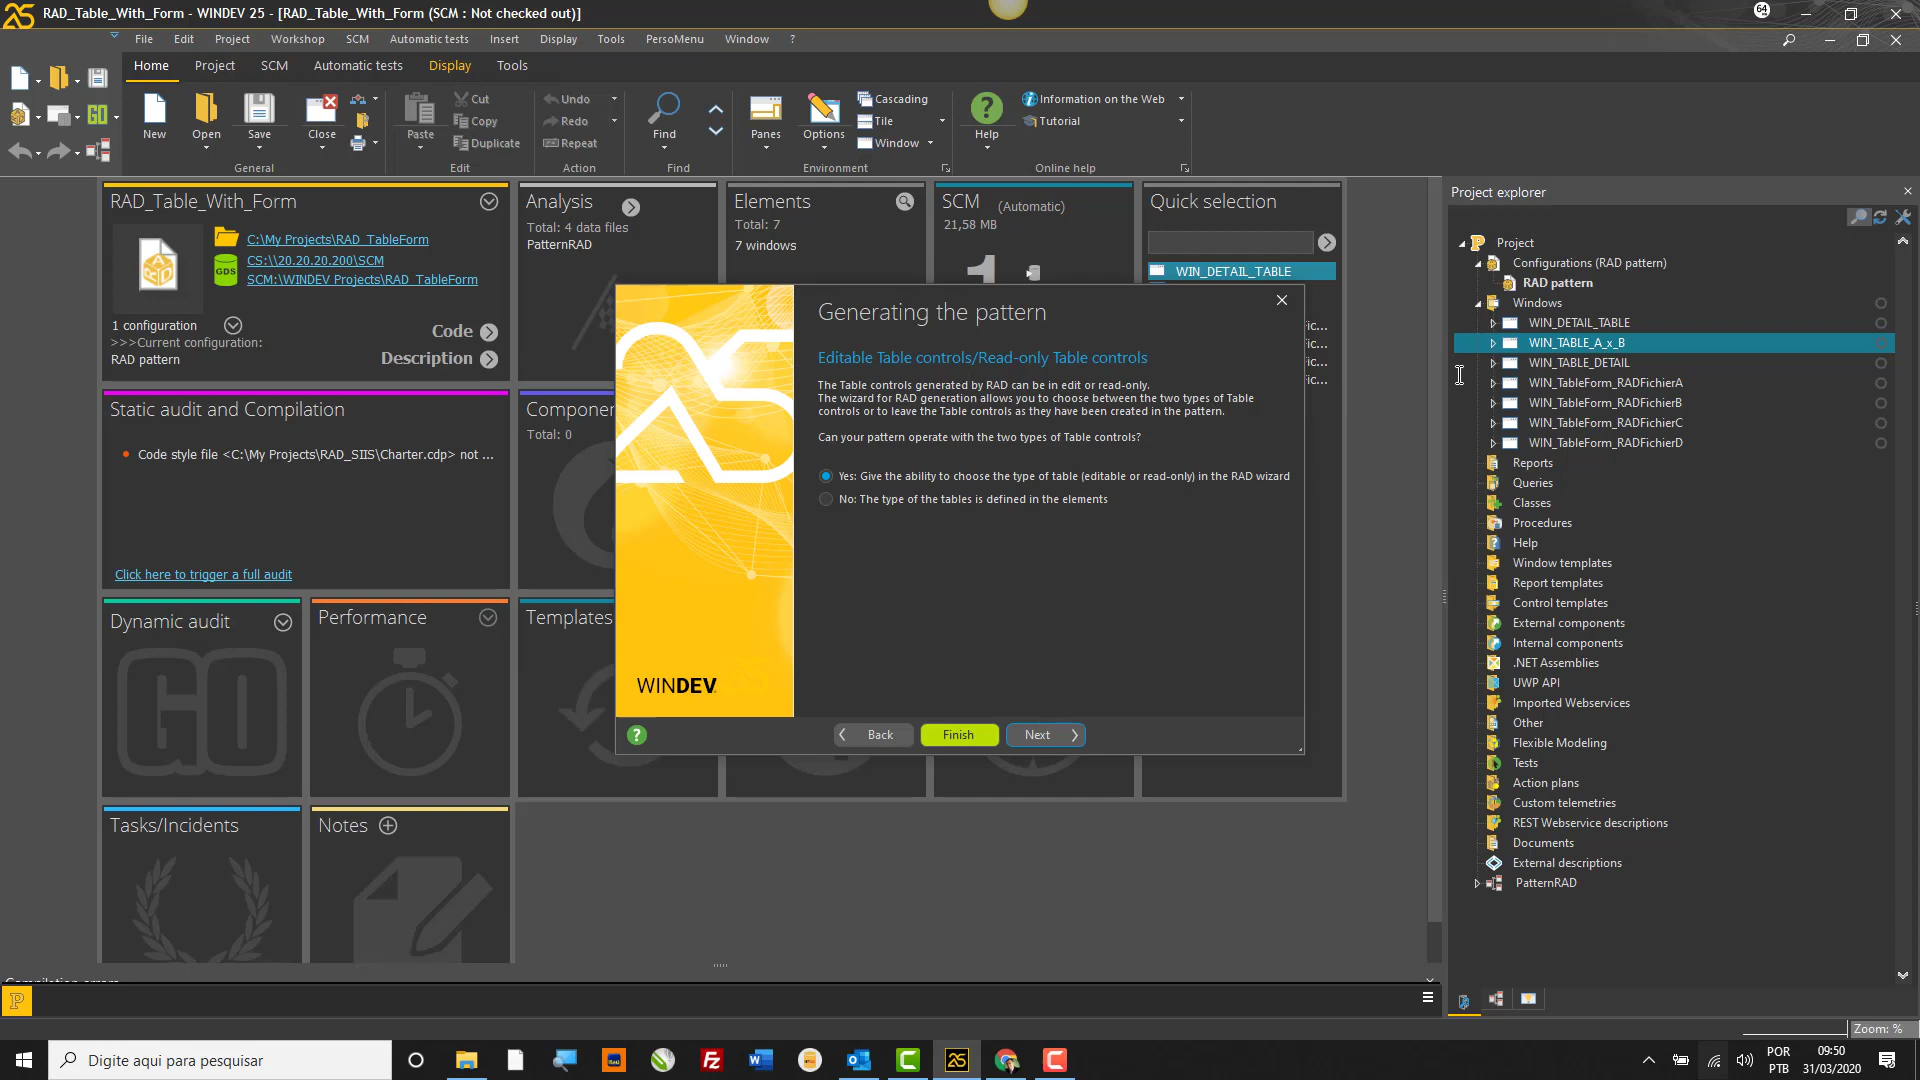 RAD_Table_With_Form - WINDEV 25 - [RAD_Table_With_Form (SCM : Not checked out)]
64
File Edit Project Workshop SCM Automatic tests Insert Display Tools PersoMenu Window ?
Home Project SCM Automatic tests Display Tools
New Open Save Close
General
Paste Cut Copy Duplicate
Edit
Undo Redo Repeat
Action
Find
Find
Panes Options Cascading Tile Window
Environment
Help Information on the Web Tutorial
Online help
GO
RAD_Table_With_Form
C:\My Projects\RAD_TableForm
CS:\\20.20.20.200\SCM
SCM:\WINDEV Projects\RAD_TableForm
GDS
1 configuration
>>>Current configuration:
RAD pattern
Code
Description
Analysis
Total: 4 data files
PatternRAD
Elements
Total: 7
7 windows
SCM (Automatic)
21,58 MB
1
Quick selection
WIN_DETAIL_TABLE
ic...
ic...
ic...
ic...
Static audit and Compilation
Code style file <C:\My Projects\RAD_SIIS\Charter.cdp> not ...
Click here to trigger a full audit
Componen
Total: 0
Dynamic audit
GO
Performance
Templates
Tasks/Incidents
Notes
Generating the pattern
Editable Table controls/Read-only Table controls
The Table controls generated by RAD can be in edit or read-only.
The wizard for RAD generation allows you to choose between the two types of Table
controls or to leave the Table controls as they have been created in the pattern.
Can your pattern operate with the two types of Table controls?
Yes: Give the ability to choose the type of table (editable or read-only) in the RAD wizard
No: The type of the tables is defined in the elements
WINDEV
? Back Finish Next
Project explorer
Project
Configurations (RAD pattern)
RAD pattern
Windows
WIN_DETAIL_TABLE
WIN_TABLE_A_x_B
WIN_TABLE_DETAIL
WIN_TableForm_RADFichierA
WIN_TableForm_RADFichierB
WIN_TableForm_RADFichierC
WIN_TableForm_RADFichierD
Reports
Queries
Classes
Procedures
Help
Window templates
Report templates
Control templates
External components
Internal components
.NET Assemblies
UWP API
Imported Webservices
Other
Flexible Modeling
Tests
Action plans
Custom telemetries
REST Webservice descriptions
Documents
External descriptions
PatternRAD
Zoom: %
Digite aqui para pesquisar
POR
PTB
09:50
31/03/2020